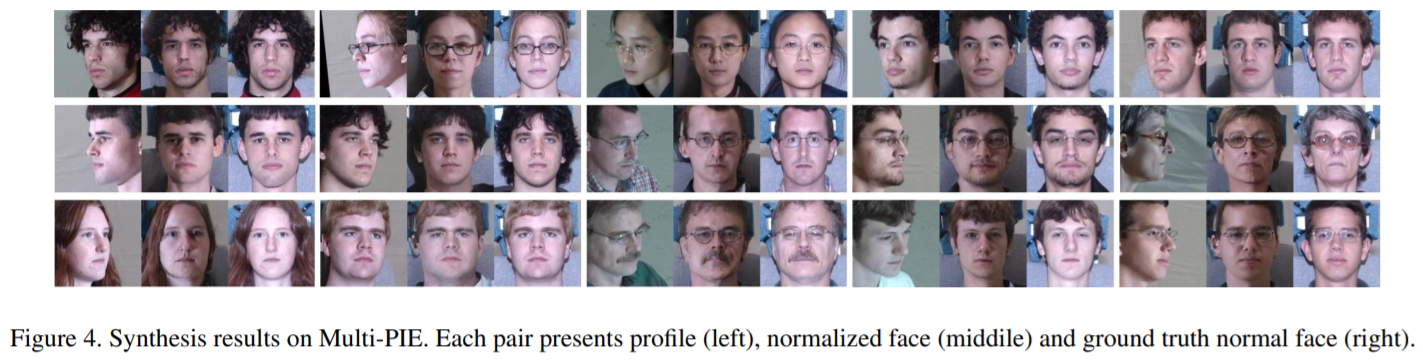 Figure 4. Synthesis results on Multi-PIE. Each pair presents profile (left), normalized face (middile) and ground truth normal face (right).